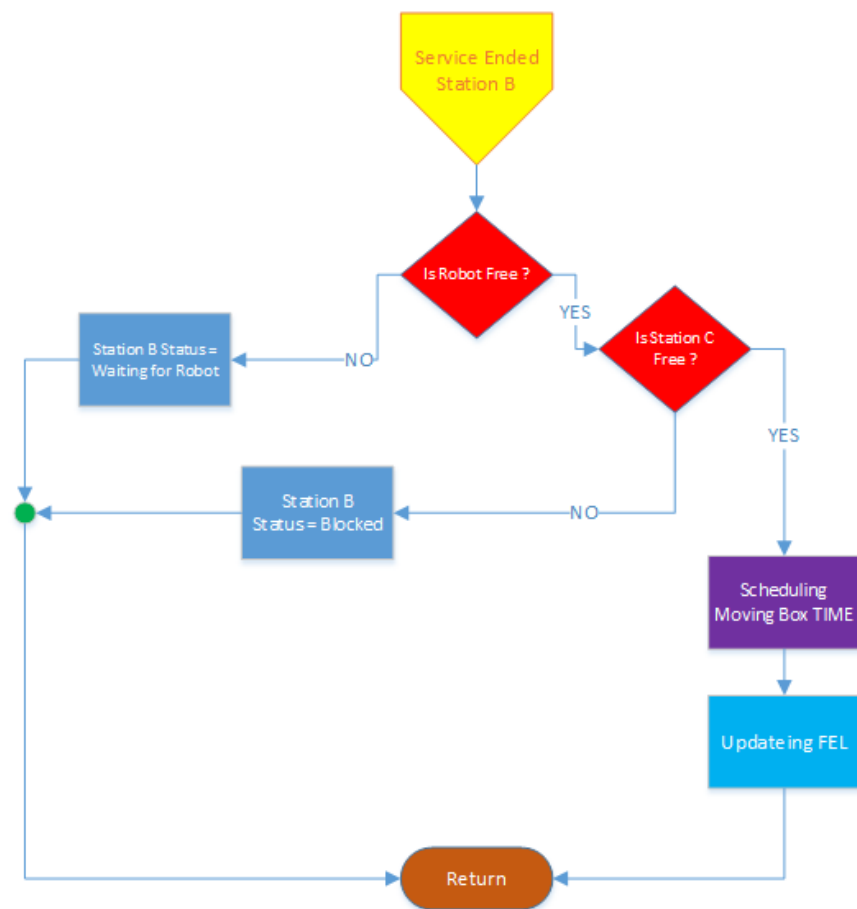 Service Ended
Station B
Is Robot Free ?
YES
Is Station C
Free ?
Station B Status =
Waiting for Robot
NO
YES
Station B
Status = Blocked
NO
Scheduling
Moving Box TIME
Updateing FEL
Return